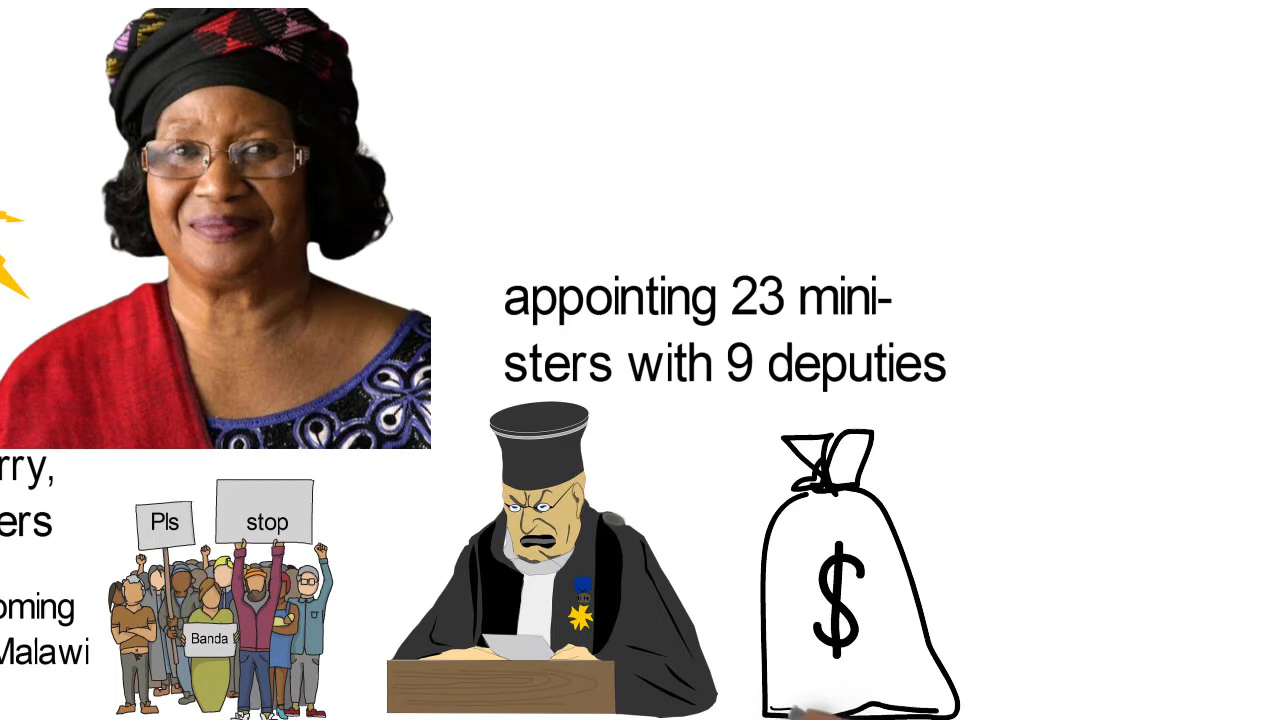 appointing 23 mini-
sters with 9 deputies
rry,
ers
oming
Malawi
Pls
stop
Banda
$